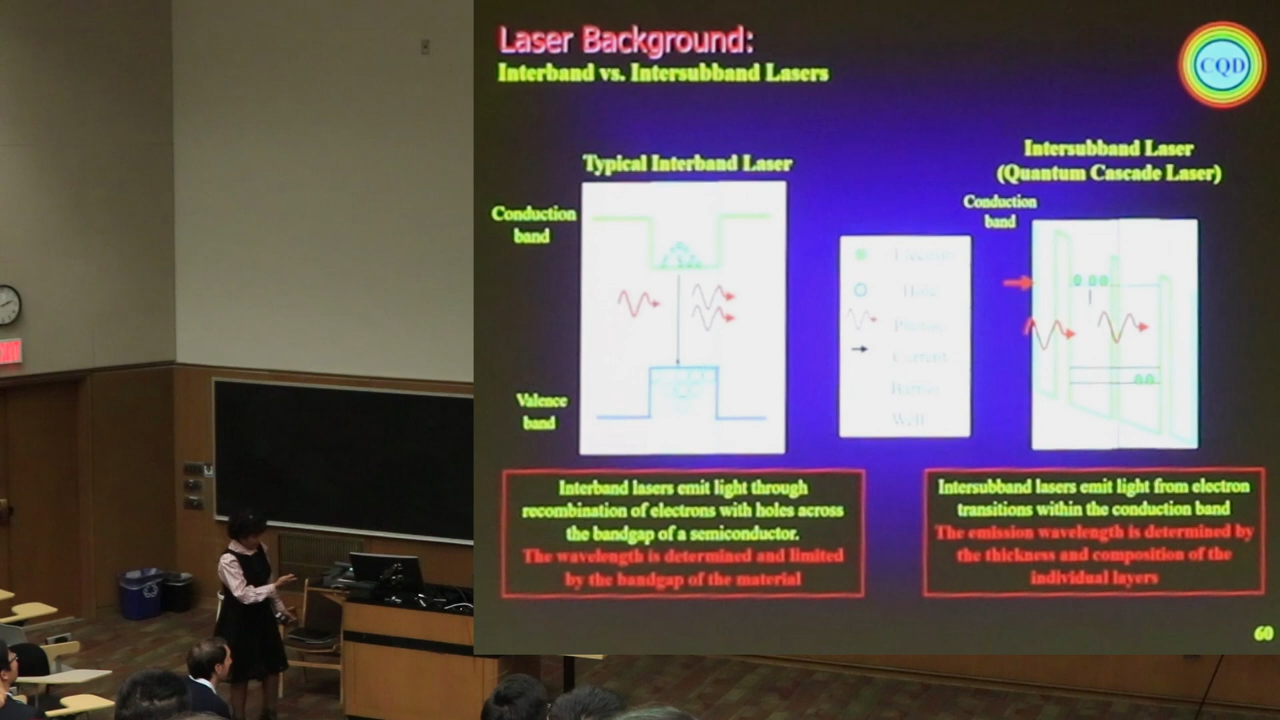 Laser Background:
Interband vs. Intersubband Lasers
CQD
Typical Interband Laser
Conduction
band
Valence
band
Intersubband Laser
(Quantum Cascade Laser)
Conduction
band
Electron
Hole
Photon
Current
Barrier
Well
Interband lasers emit light through
recombination of electrons with holes across
the bandgap of a semiconductor.
The wavelength is determined and limited
by the bandgap of the material
Intersubband lasers emit light from electron
transitions within the conduction band
The emission wavelength is determined by
the thickness and composition of the
individual layers
60